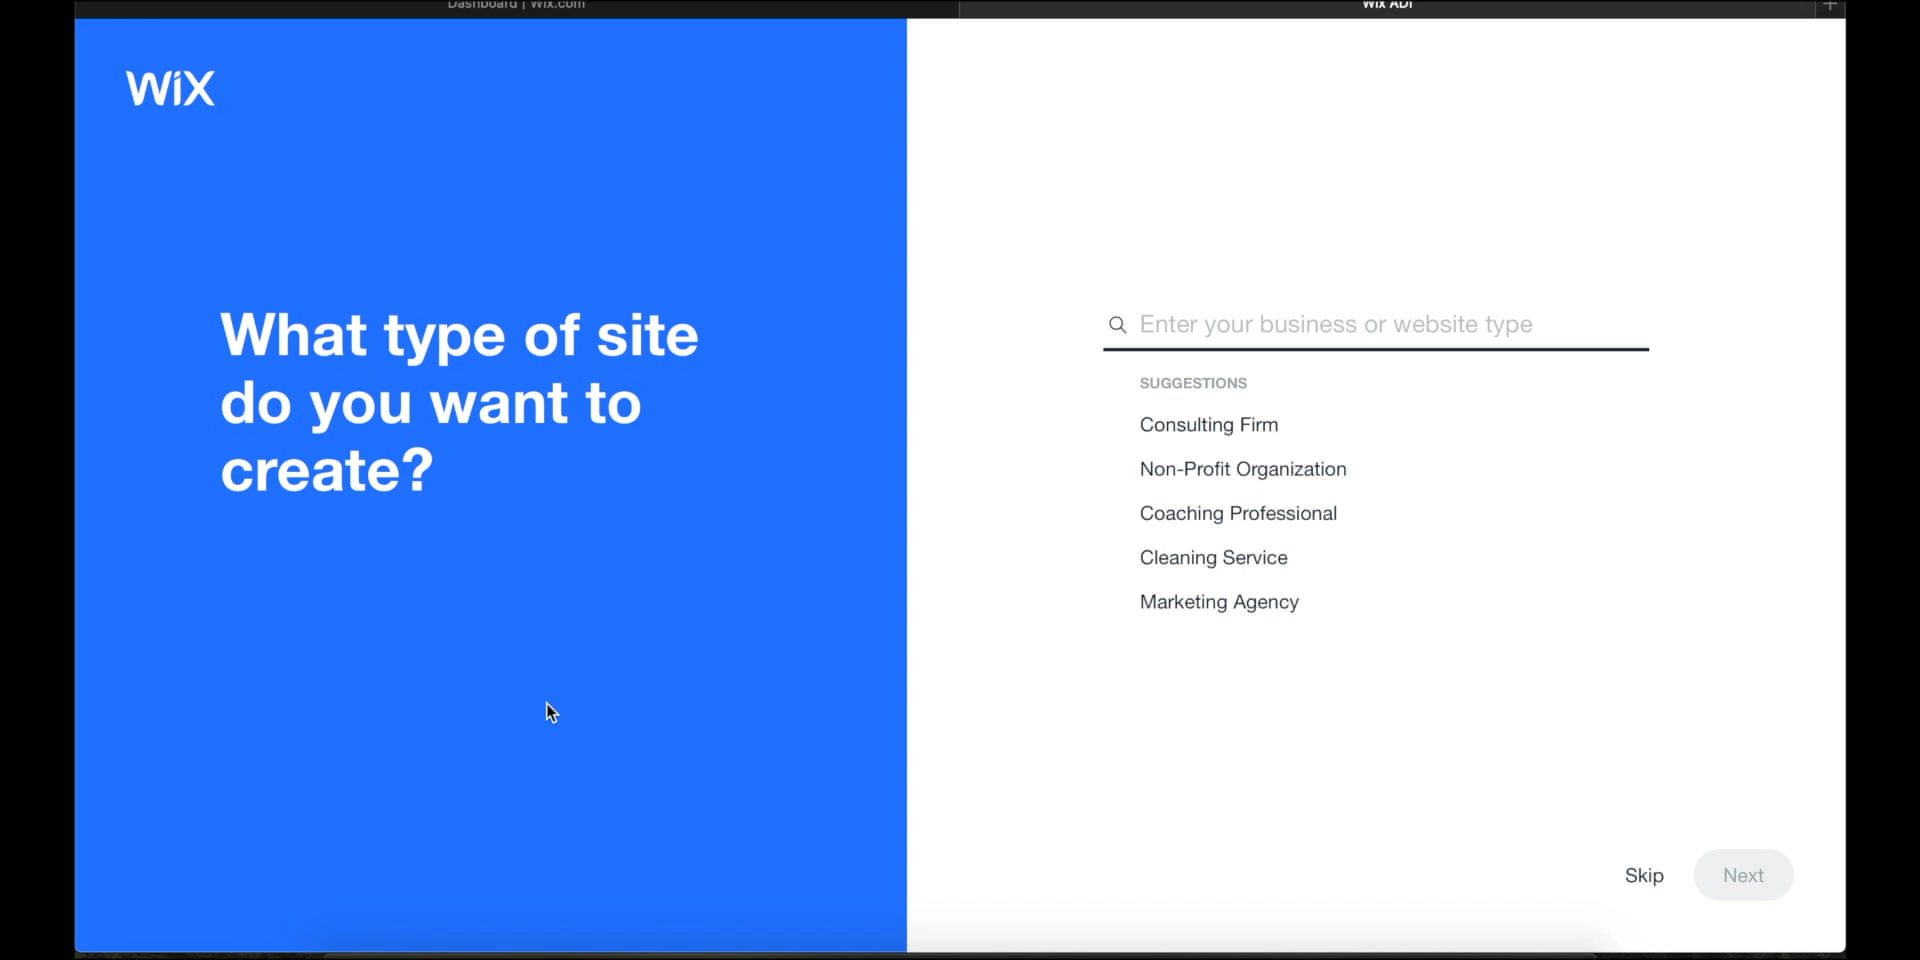 Dashboard | Wix.com
Wix ADI
WiX
What type of site
do you want to
create?
Enter your business or website type
SUGGESTIONS
Consulting Firm
Non-Profit Organization
Coaching Professional
Cleaning Service
Marketing Agency
Skip
Next